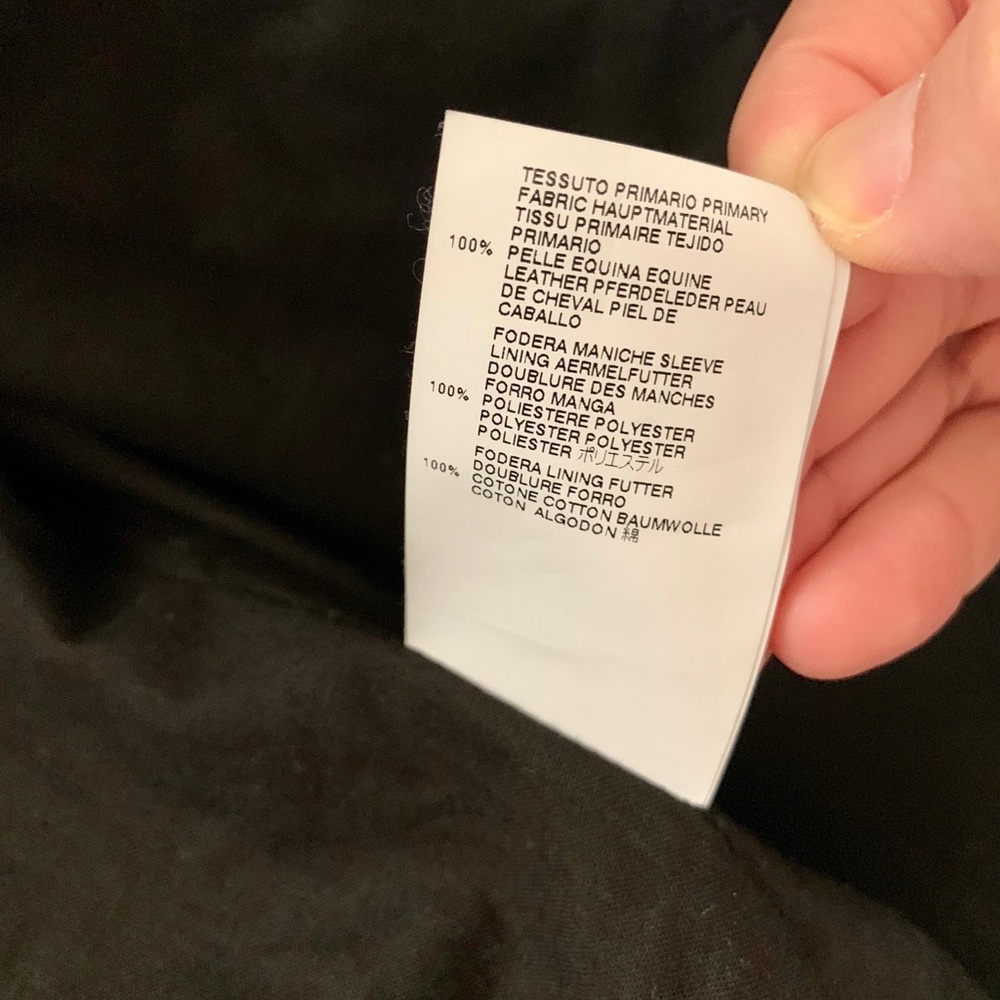 TESSUTO PRIMARIO PRIMARY
FABRIC HAUPTMATERIAL
TISSU PRIMAIRE TEJIDO
PRIMARIO
100% PELLE EQUINA EQUINE
LEATHER PFERDELEDER PEAU
DE CHEVAL PIEL DE
CABALLO
FODERA MANICHE SLEEVE
LINING AERMELFUTTER
DOUBLURE DES MANCHES
FORRO MANGA
100% POLIESTERE POLYESTER
POLYESTER POLYESTER
POLIESTER ポリエステル
FODERA LINING FUTTER
DOUBLURE FORRO
100% COTONE COTTON BAUMWOLLE
COTON ALGODON 綿